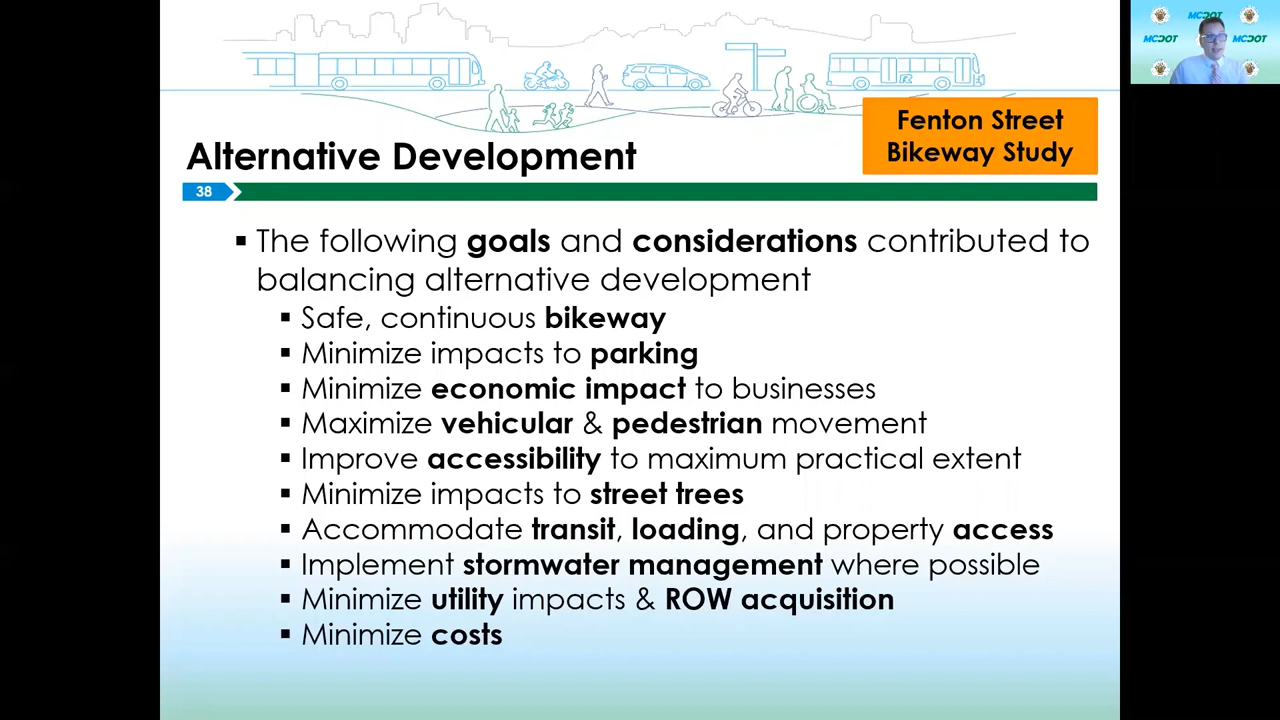 MCDOT
MCDOT
MCDOT
Fenton Street
Bikeway Study
Alternative Development
38
▪ The following goals and considerations contributed to
balancing alternative development
▪ Safe, continuous bikeway
▪ Minimize impacts to parking
▪ Minimize economic impact to businesses
▪ Maximize vehicular & pedestrian movement
▪ Improve accessibility to maximum practical extent
▪ Minimize impacts to street trees
▪ Accommodate transit, loading, and property access
▪ Implement stormwater management where possible
▪ Minimize utility impacts & ROW acquisition
▪ Minimize costs